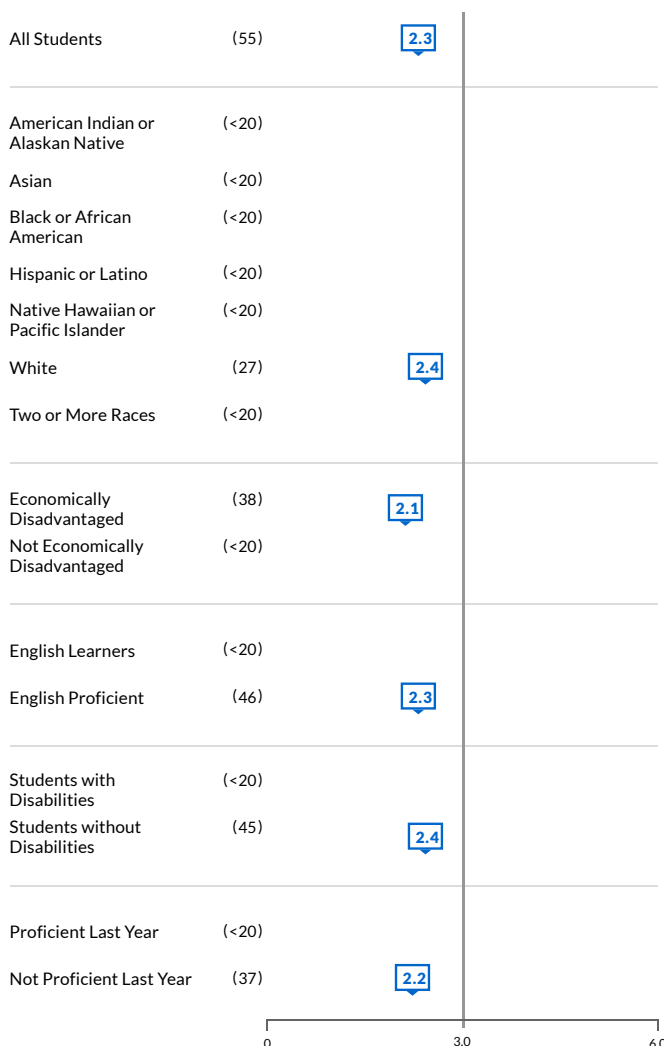 All Students (55) 2.3
American Indian or (<20)
Alaskan Native
Asian (<20)
Black or African (<20)
American
Hispanic or Latino (<20)
Native Hawaiian or (<20)
Pacific Islander
White (27) 2.4
Two or More Races (<20)
Economically (38) 2.1
Disadvantaged
Not Economically (<20)
Disadvantaged
English Learners (<20)
English Proficient (46) 2.3
Students with (<20)
Disabilities
Students without (45) 2.4
Disabilities
Proficient Last Year (<20)
Not Proficient Last Year (37) 2.2
0 3.0 6.0